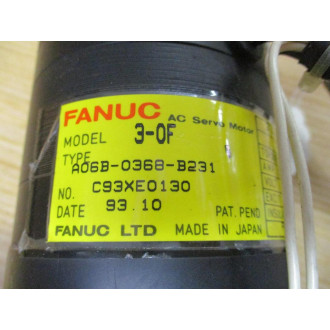 FANUC AC Servo Motor
MODEL 3-0F
TYPE
A06B-0368-B231
NO. C93XE0130
DATE 93.10 PAT. PEND
FANUC LTD MADE IN JAPAN